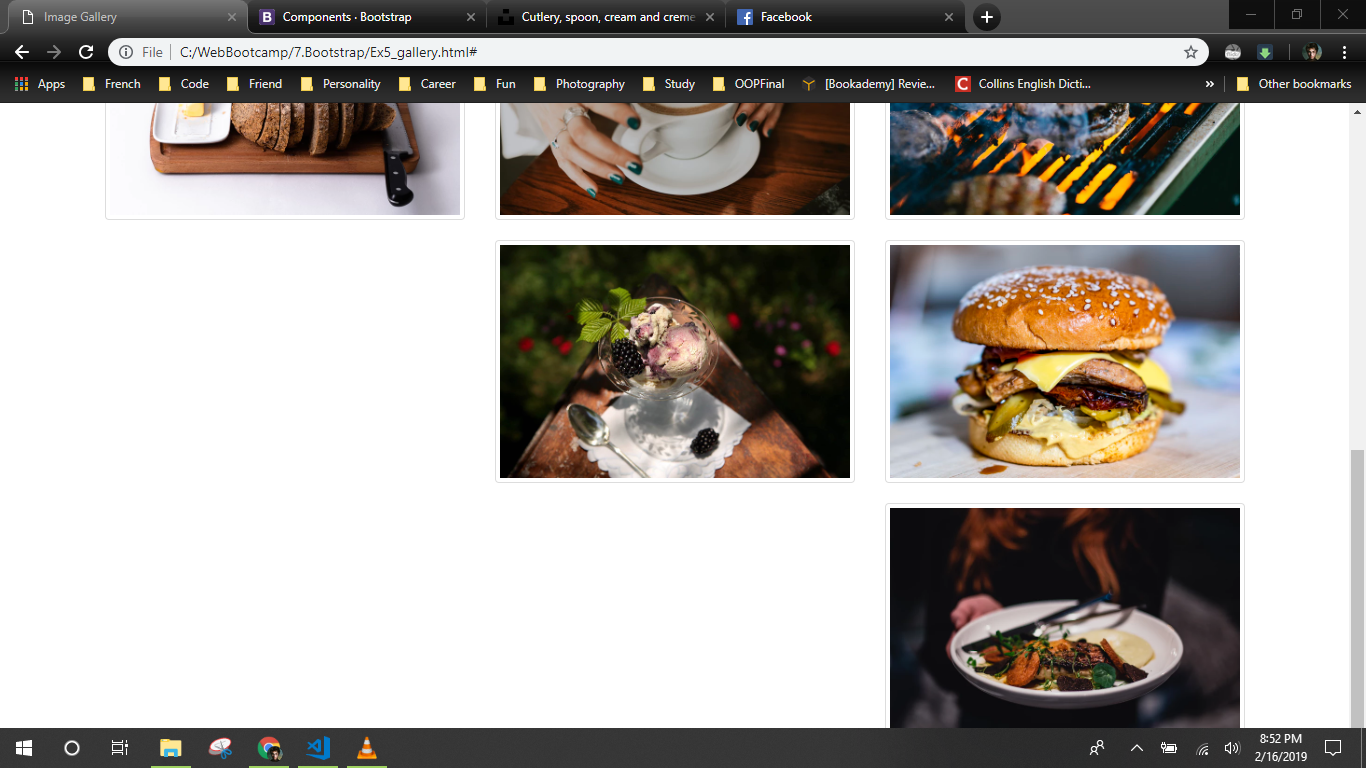 Image Gallery
Components · Bootstrap
Cutlery, spoon, cream and creme
Facebook
File
C:/WebBootcamp/7.Bootstrap/Ex5_gallery.html#
Apps
French
Code
Friend
Personality
Career
Fun
Photography
Study
OOPFinal
[Bookademy] Revie...
Collins English Dicti...
»
Other bookmarks
8:52 PM
2/16/2019